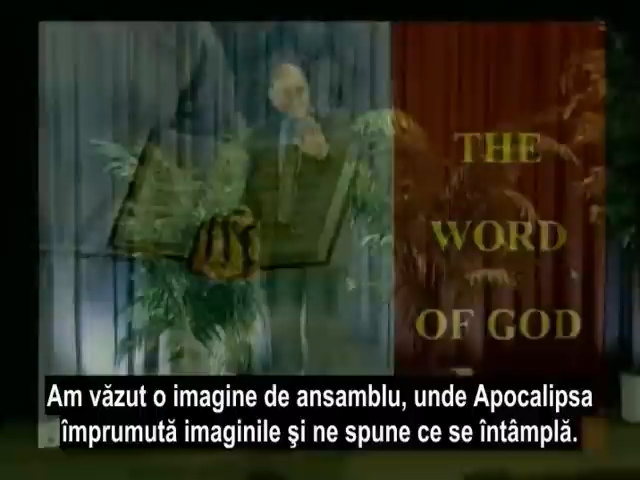 THE
WORD
OF GOD
Am văzut o imagine de ansamblu, unde Apocalipsa
împrumută imaginile şi ne spune ce se întâmplă.